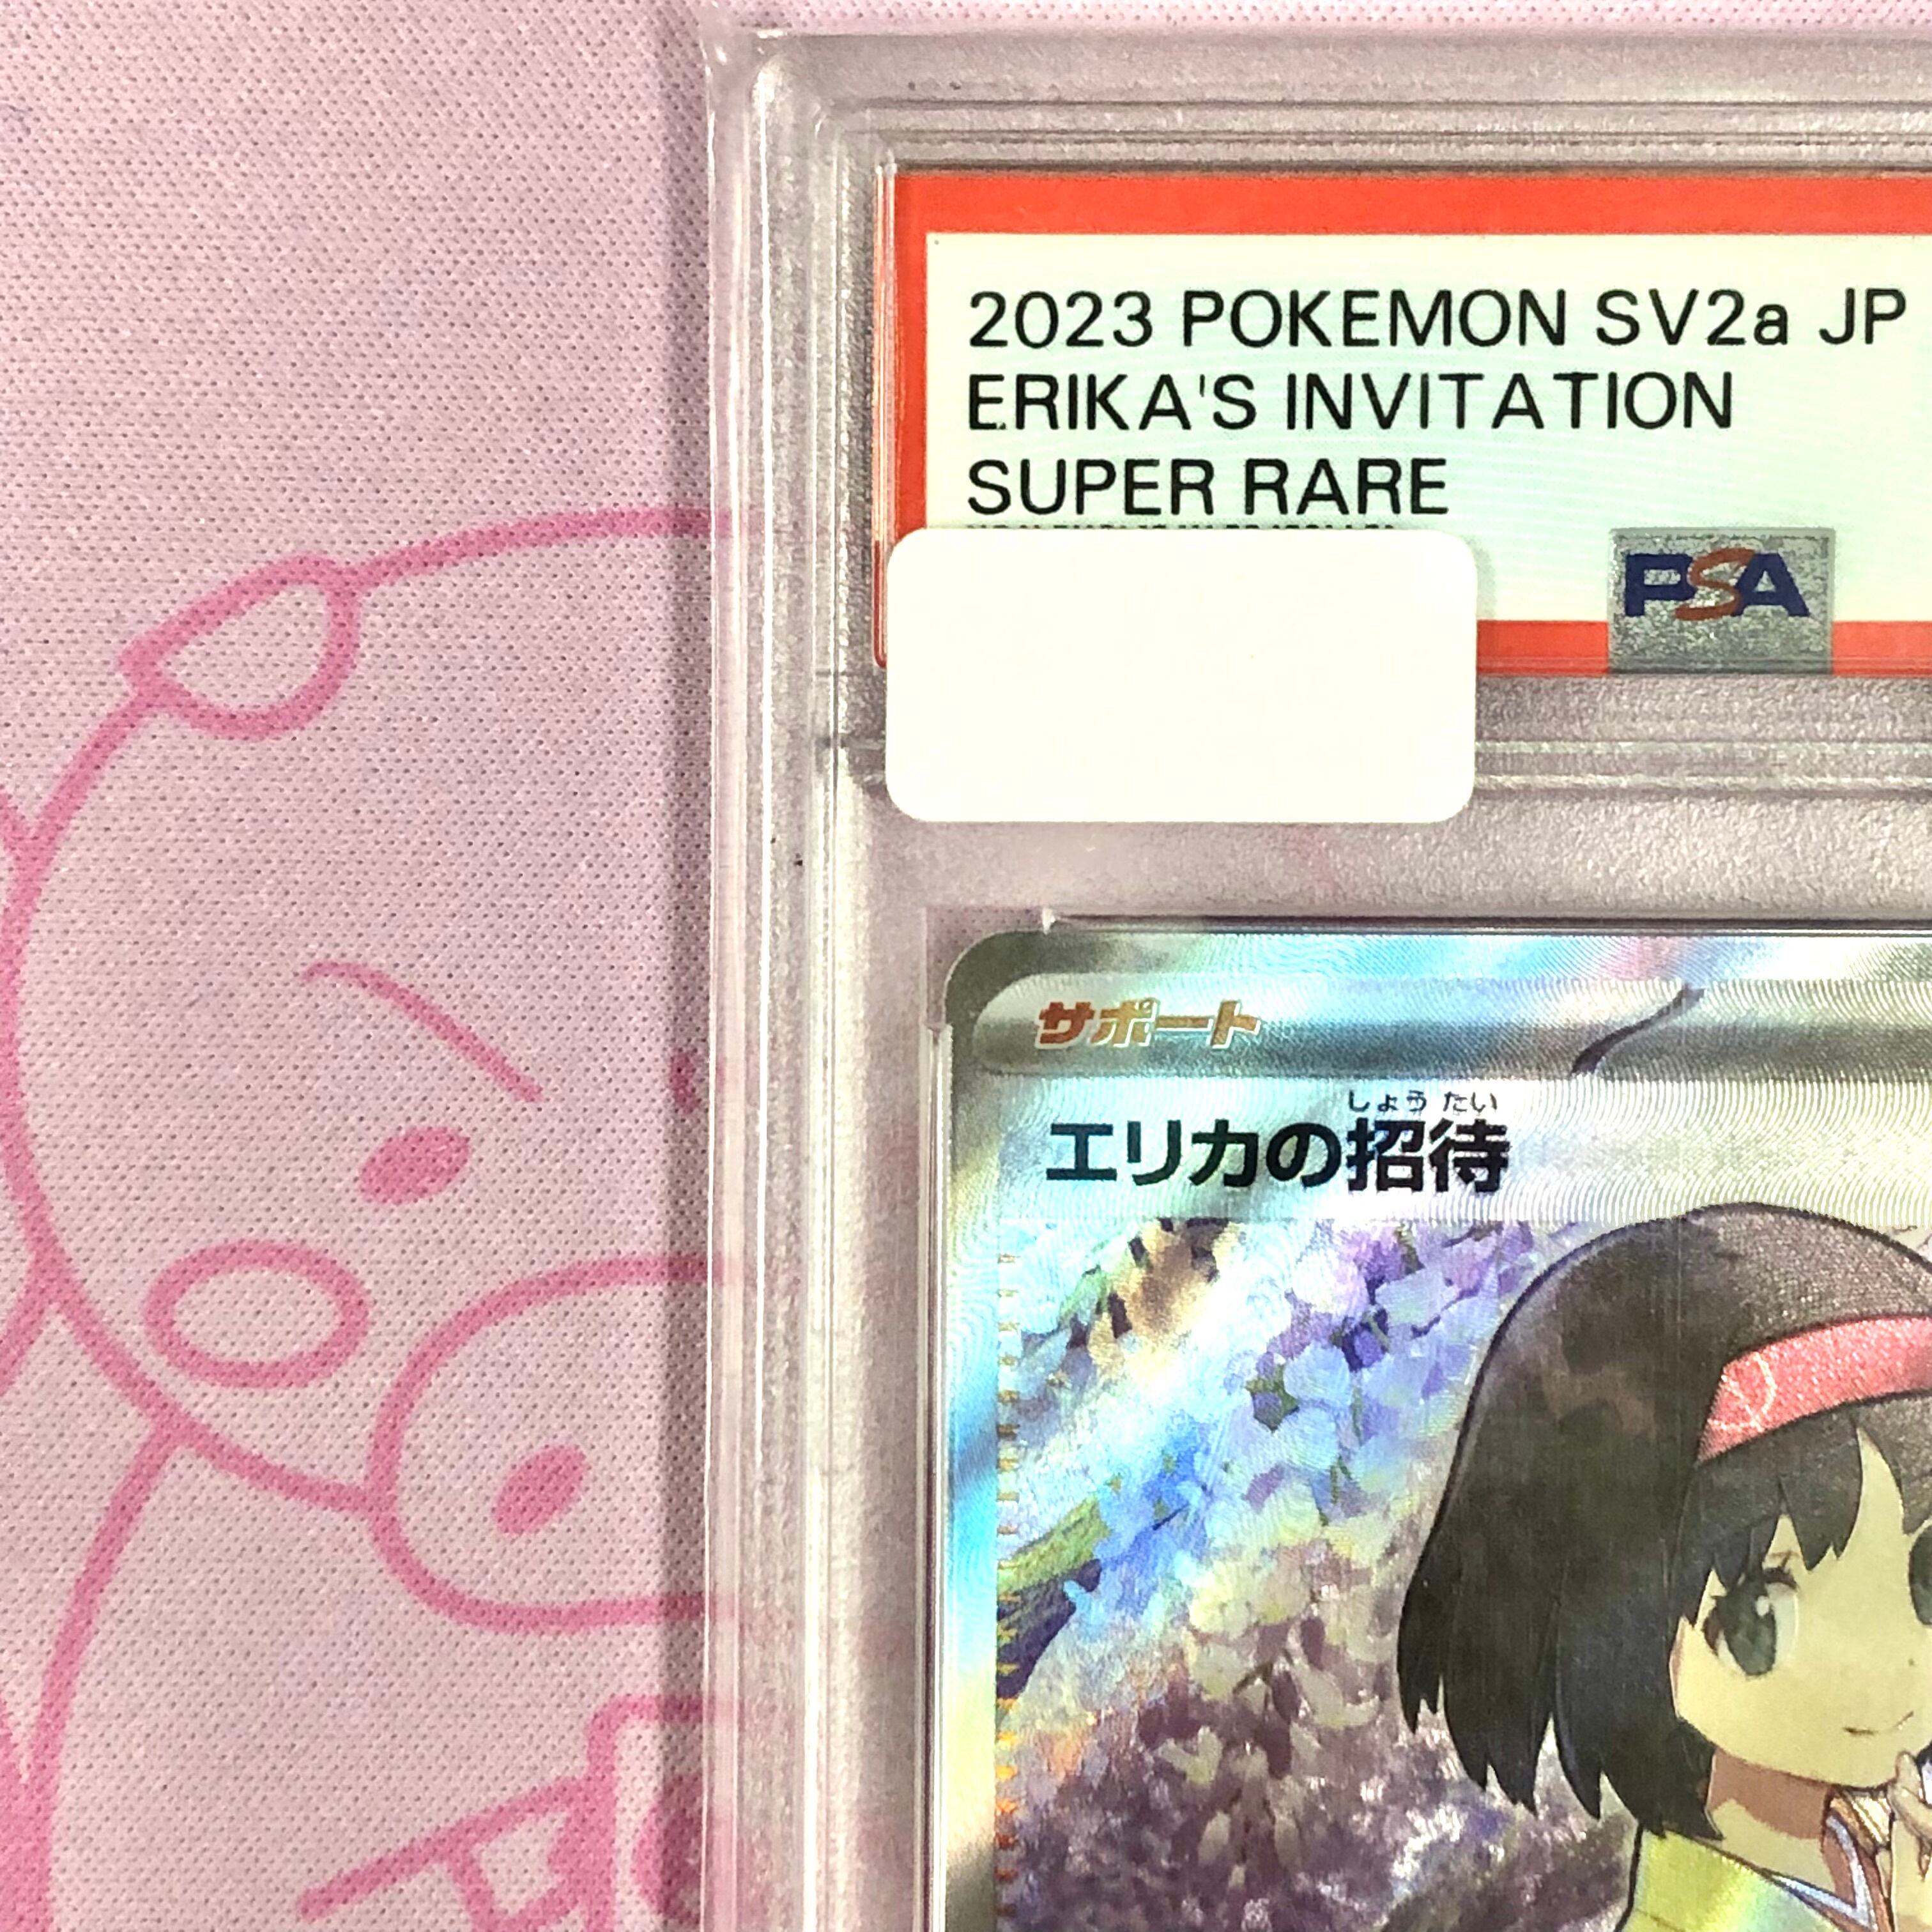 2023 POKEMON SV2a JP
ERIKA'S INVITATION
SUPER RARE
PSA
サポート
しょうたい
エリカの招待